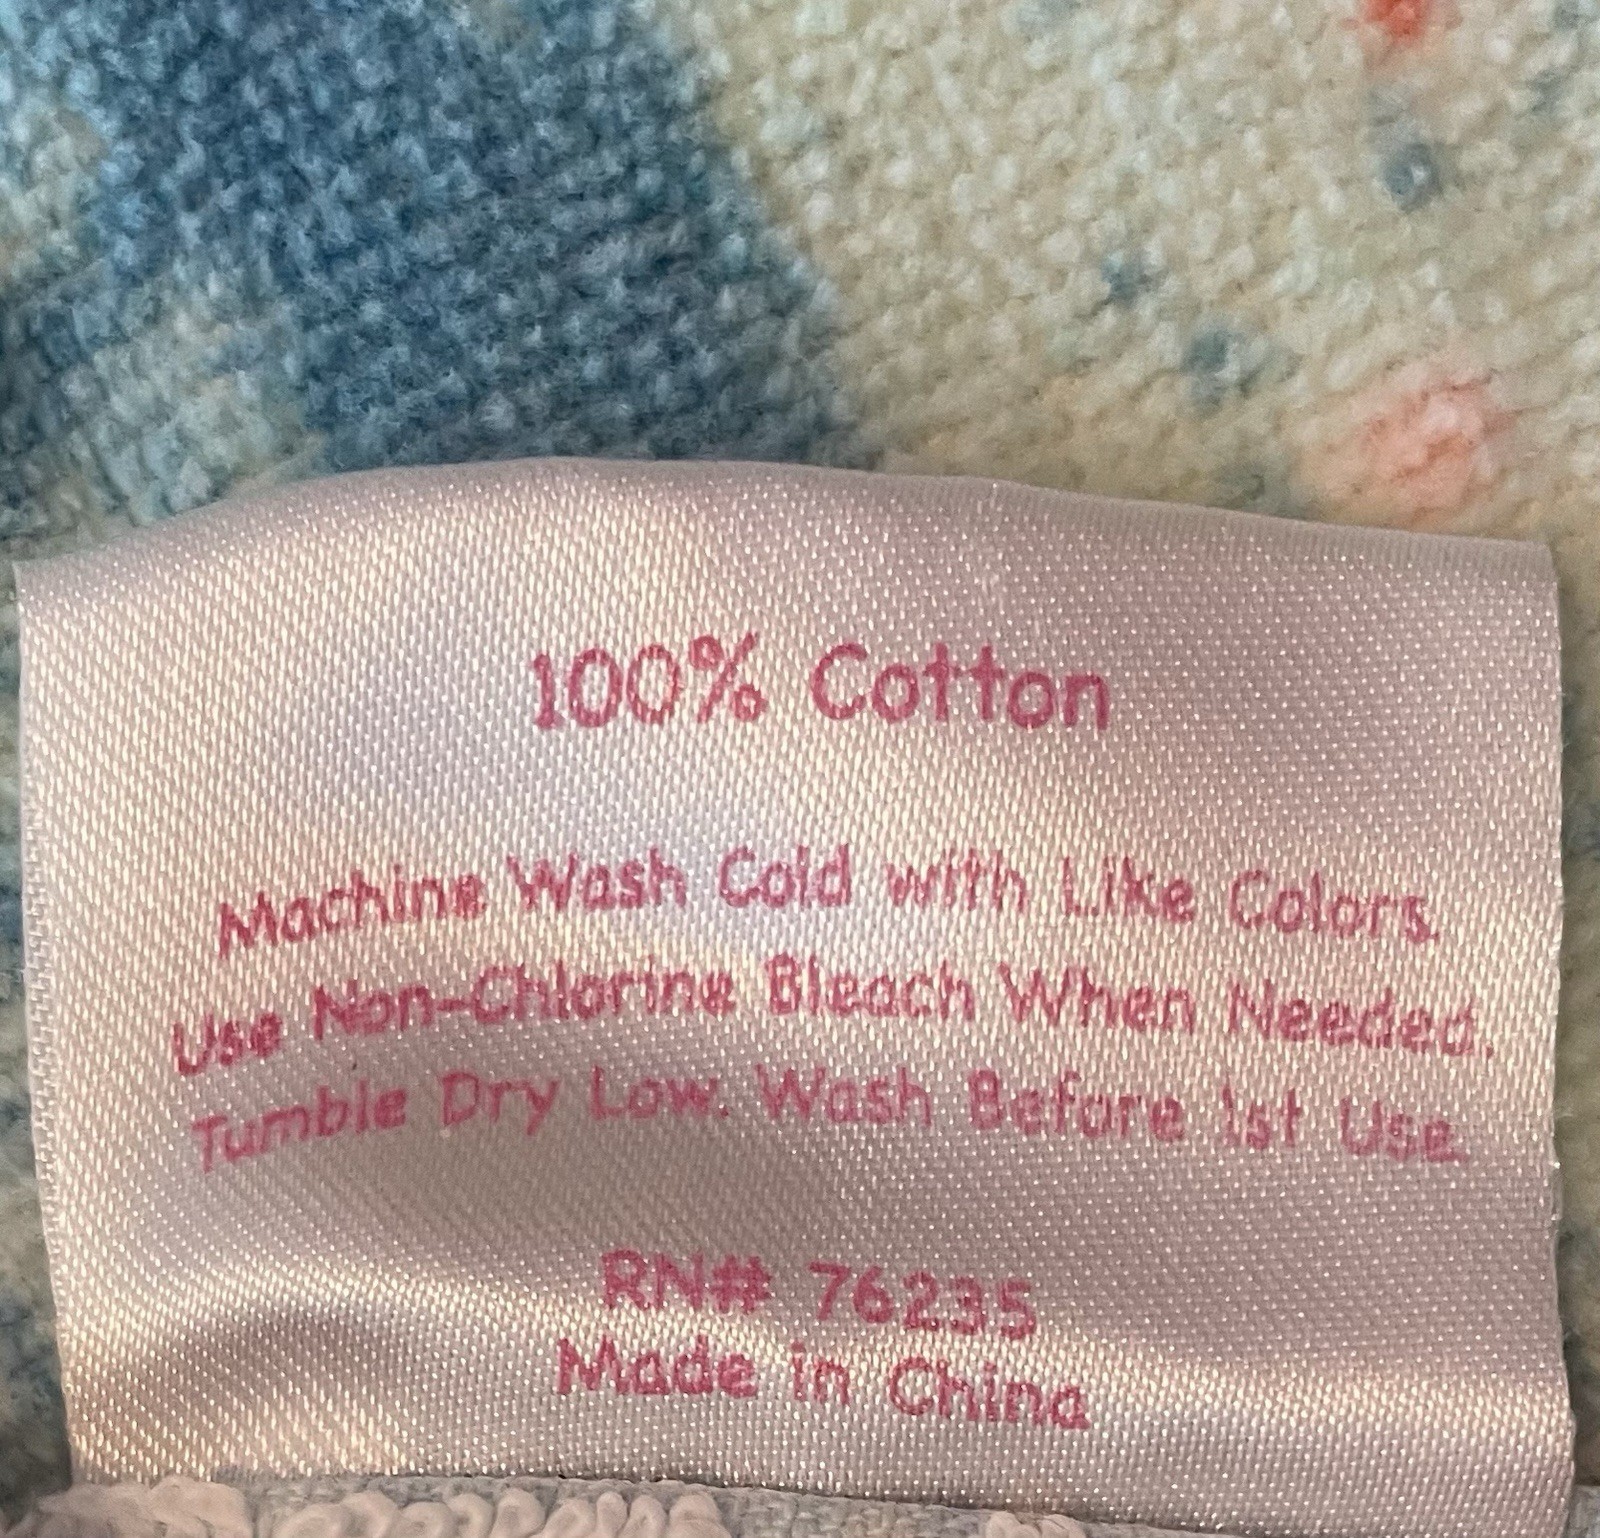 100% Cotton
Machine Wash Cold with Like Colors.
Use Non-Chlorine Bleach When Needed.
Tumble Dry Low. Wash Before 1st Use.
RN# 76235
Made in China